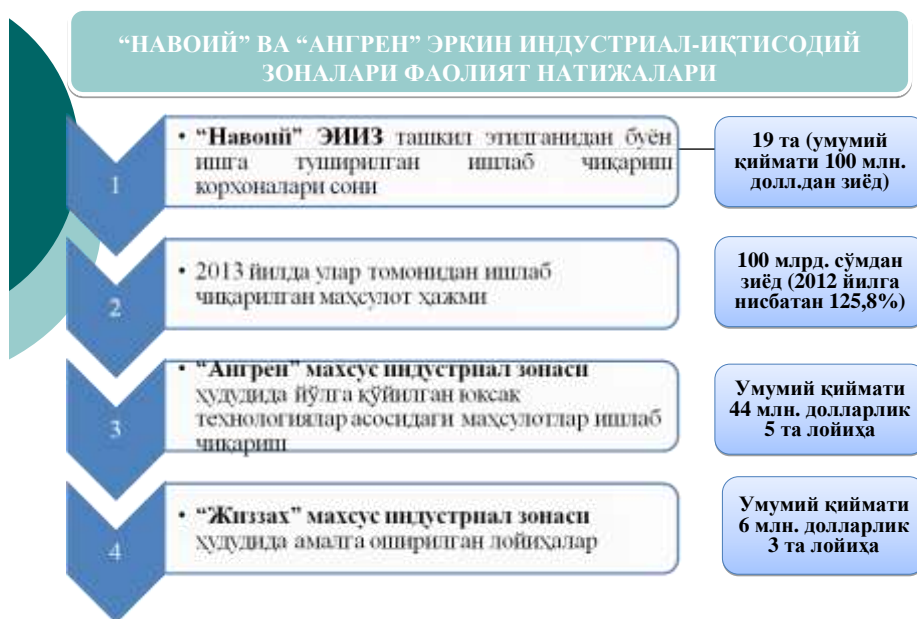 “НАВОИЙ” ВА “АНГРЕН” ЭРКИН ИНДУСТРИАЛ-ИҚТИСОДИЙ
ЗОНАЛАРИ ФАОЛИЯТ НАТИЖАЛАРИ
1
• “Навоий” ЭИИЗ ташкил этилганидан буён
ишга туширилган ишлаб чиқариш
корхоналари сони
19 та (умумий
қиймати 100 млн.
долл.дан зиёд)
2
• 2013 йилда улар томонидан ишлаб
чиқарилган маҳсулот ҳажми
100 млрд. сўмдан
зиёд (2012 йилга
нисбатан 125,8%)
3
• “Ангрен” махсус индустриал зонаси
ҳудудида йўлга қўйилган юксак
технологиялар асосидаги маҳсулотлар ишлаб
чиқариш
Умумий қиймати
44 млн. долларлик
5 та лойиҳа
4
• “Жиззах” махсус индустриал зонаси
ҳудудида амалга оширилган лойиҳалар
Умумий қиймати
6 млн. долларлик
3 та лойиҳа